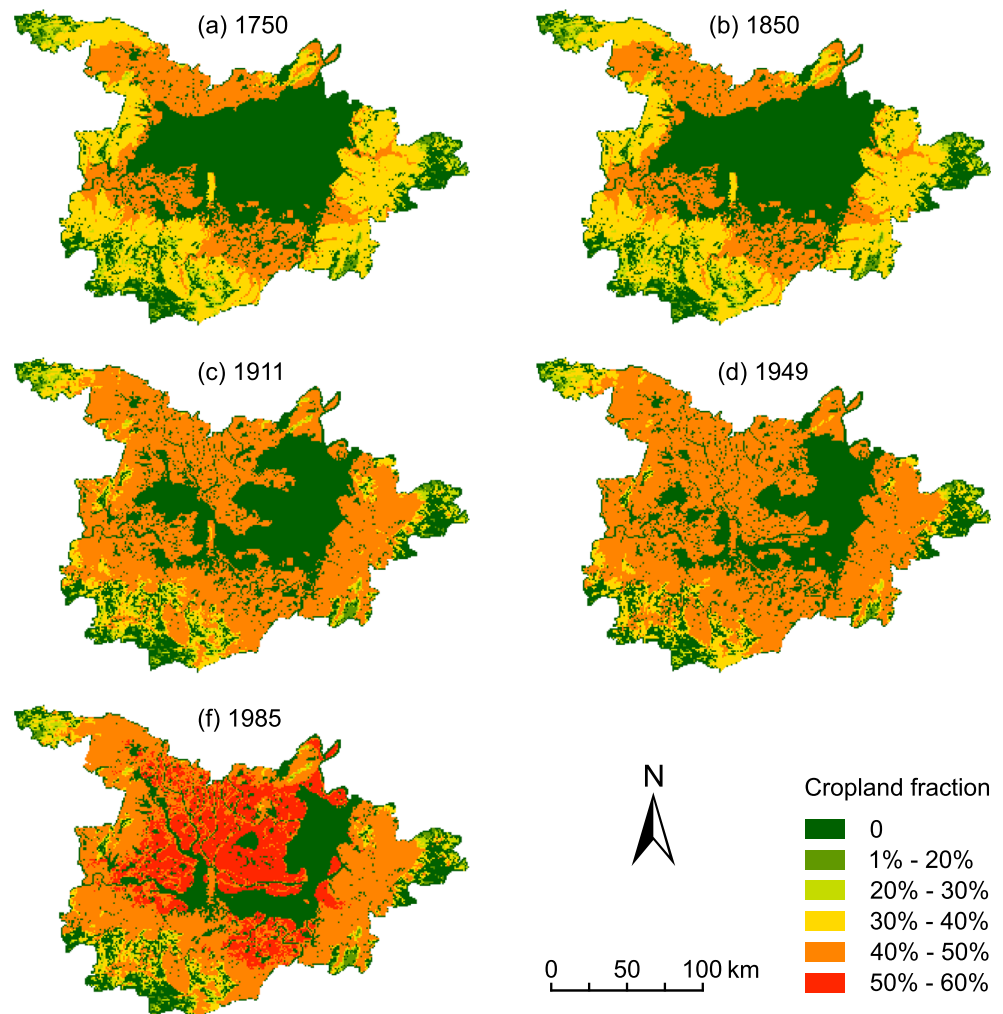 (a) 1750
(b) 1850
(c) 1911
(d) 1949
(f) 1985
N
0 50 100 km
Cropland fraction
0
1% - 20%
20% - 30%
30% - 40%
40% - 50%
50% - 60%